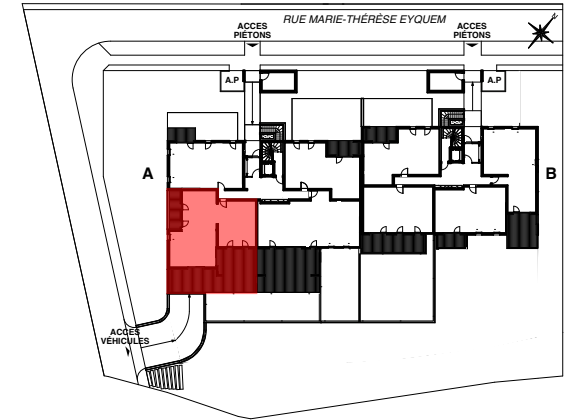 RUE MARIE-THÉRÈSE EYQUEM
ACCES
PIÉTONS
ACCES
PIÉTONS
A.P
A.P
A
B
ACCES
VÉHICULES